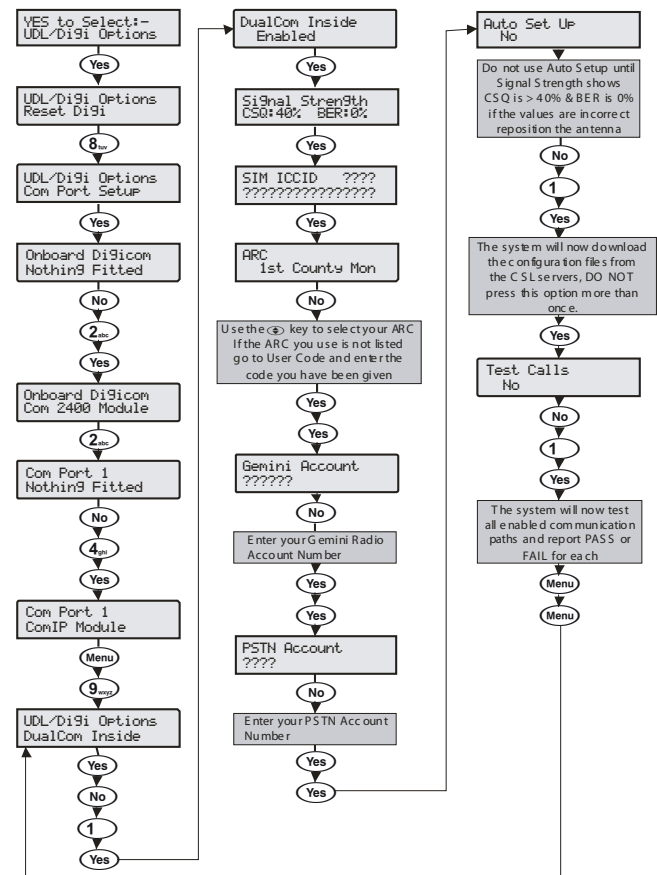 YES to Select:-
UDL/Digi Options
Yes
UDL/Digi Options
Reset Digi
8tuv
UDL/Digi Options
Com Port Setup
Yes
Onboard Digicom
Nothing Fitted
No
2abc
Yes
Onboard Digicom
Com 2400 Module
2abc
Com Port 1
Nothing Fitted
No
4ghi
Yes
Com Port 1
ComIP Module
Menu
9wxyz
UDL/Digi Options
DualCom Inside
Yes
No
1
Yes
DualCom Inside
Enabled
Yes
Signal Strength
CSQ:40% BER:0%
Yes
SIM ICCID ????
????????????????
Yes
ARC
1st County Mon
No
Use the key to select your ARC
If the ARC you use is not listed
go to User Code and enter the
code you have been given
Yes
Yes
Gemini Account
??????
No
Enter your Gemini Radio
Account Number
Yes
Yes
PSTN Account
????
No
Enter your PSTN Account
Number
Yes
Yes
Auto Set Up
No
Do not use Auto Setup until
Signal Strength shows
CSQ is > 40% & BER is 0%
if the values are incorrect
reposition the antenna
No
1
Yes
The system will now download
the configuration files from
the CSL servers, DO NOT
press this option more than
once.
Yes
Test Calls
No
No
1
Yes
The system will now test
all enabled communication
paths and report PASS or
FAIL for each
Menu
Menu